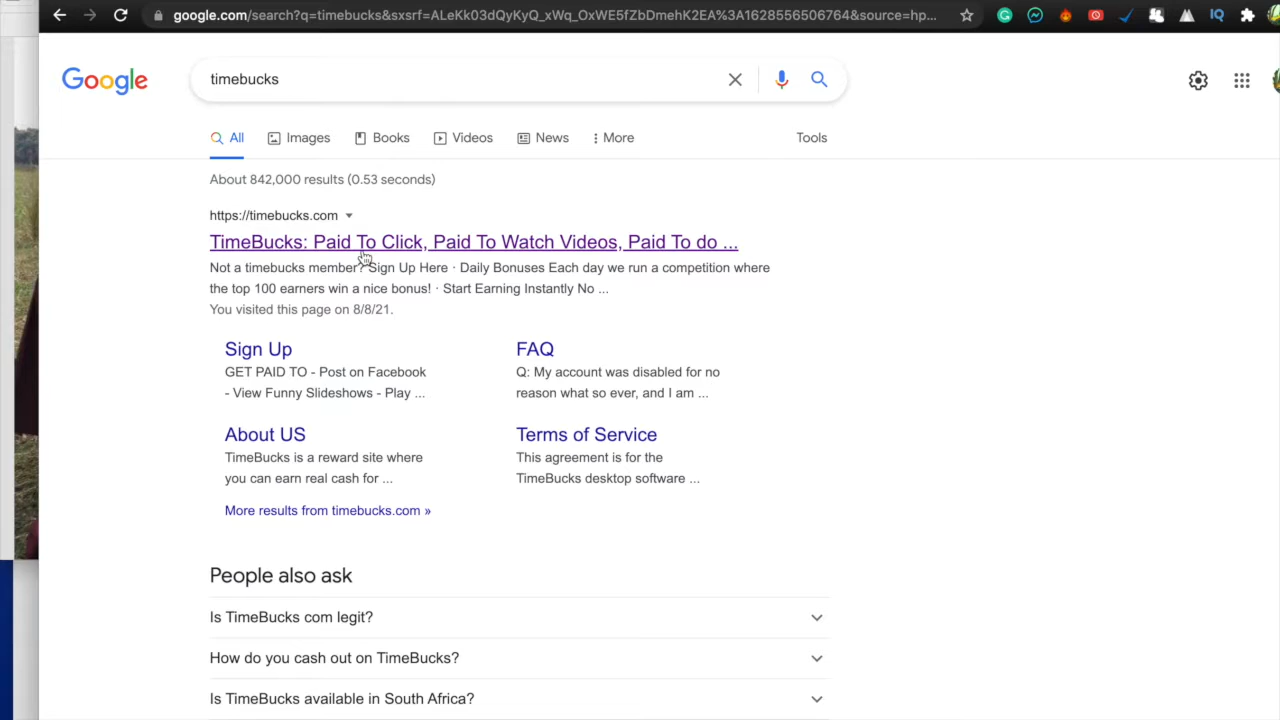 google.com/search?q=timebucks&sxsrf=ALeKk03dQyKyQ_xWq_OxWE5fZbDmehK2EA%3A1628556506764&source=hp...
IQ
Google
timebucks
All Images Books Videos News More Tools
About 842,000 results (0.53 seconds)
https://timebucks.com
TimeBucks: Paid To Click, Paid To Watch Videos, Paid To do ...
Not a timebucks member? Sign Up Here · Daily Bonuses Each day we run a competition where
the top 100 earners win a nice bonus! · Start Earning Instantly No ...
You visited this page on 8/8/21.
Sign Up
GET PAID TO - Post on Facebook
- View Funny Slideshows - Play ...
FAQ
Q: My account was disabled for no
reason what so ever, and I am ...
About US
TimeBucks is a reward site where
you can earn real cash for ...
Terms of Service
This agreement is for the
TimeBucks desktop software ...
More results from timebucks.com »
People also ask
Is TimeBucks com legit?
How do you cash out on TimeBucks?
Is TimeBucks available in South Africa?